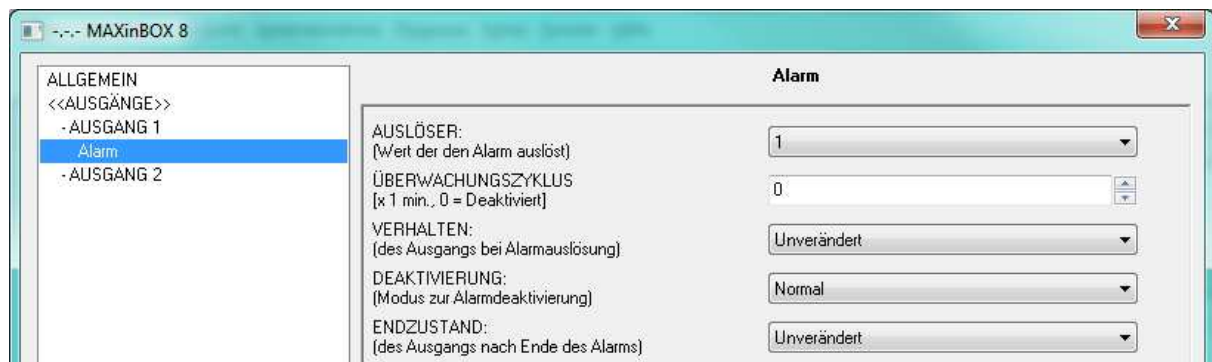 -.-.- MAXinBOX 8
ALLGEMEIN
<<AUSGÄNGE>>
- AUSGANG 1
Alarm
- AUSGANG 2
Alarm
AUSLÖSER:
(Wert der den Alarm auslöst)
1
ÜBERWACHUNGSZYKLUS
[x 1 min., 0 = Deaktiviert]
0
VERHALTEN:
(des Ausgangs bei Alarmauslösung)
Unverändert
DEAKTIVIERUNG:
(Modus zur Alarmdeaktivierung)
Normal
ENDZUSTAND:
(des Ausgangs nach Ende des Alarms)
Unverändert